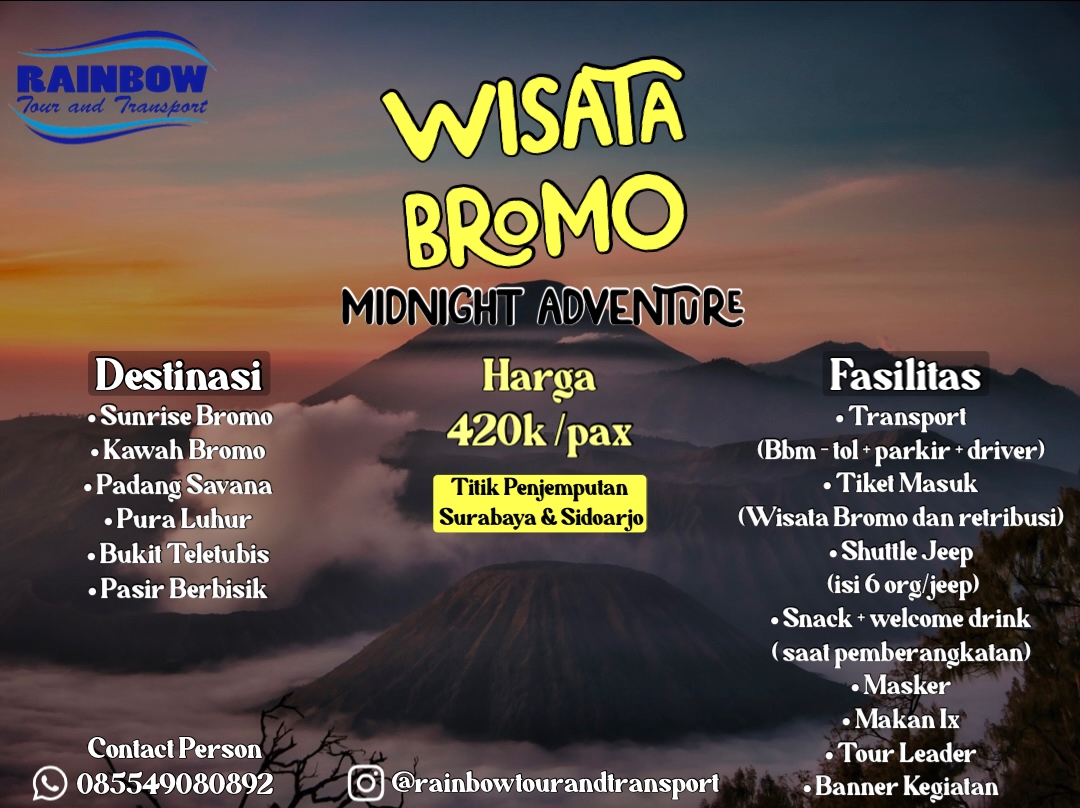 RAINBOW
Tour and Transport
WISATA
BROMO
MIDNIGHT ADVENTURE
Destinasi
• Sunrise Bromo
• Kawah Bromo
• Padang Savana
• Pura Luhur
• Bukit Teletubis
• Pasir Berbisik
Harga
420k /pax
Titik Penjemputan
Surabaya & Sidoarjo
Fasilitas
• Transport
(Bbm - tol + parkir + driver)
• Tiket Masuk
(Wisata Bromo dan retribusi)
• Shuttle Jeep
(isi 6 org/jeep)
• Snack + welcome drink
( saat pemberangkatan)
• Masker
• Makan 1x
• Tour Leader
• Banner Kegiatan
Contact Person
085549080892
@rainbowtourandtransport